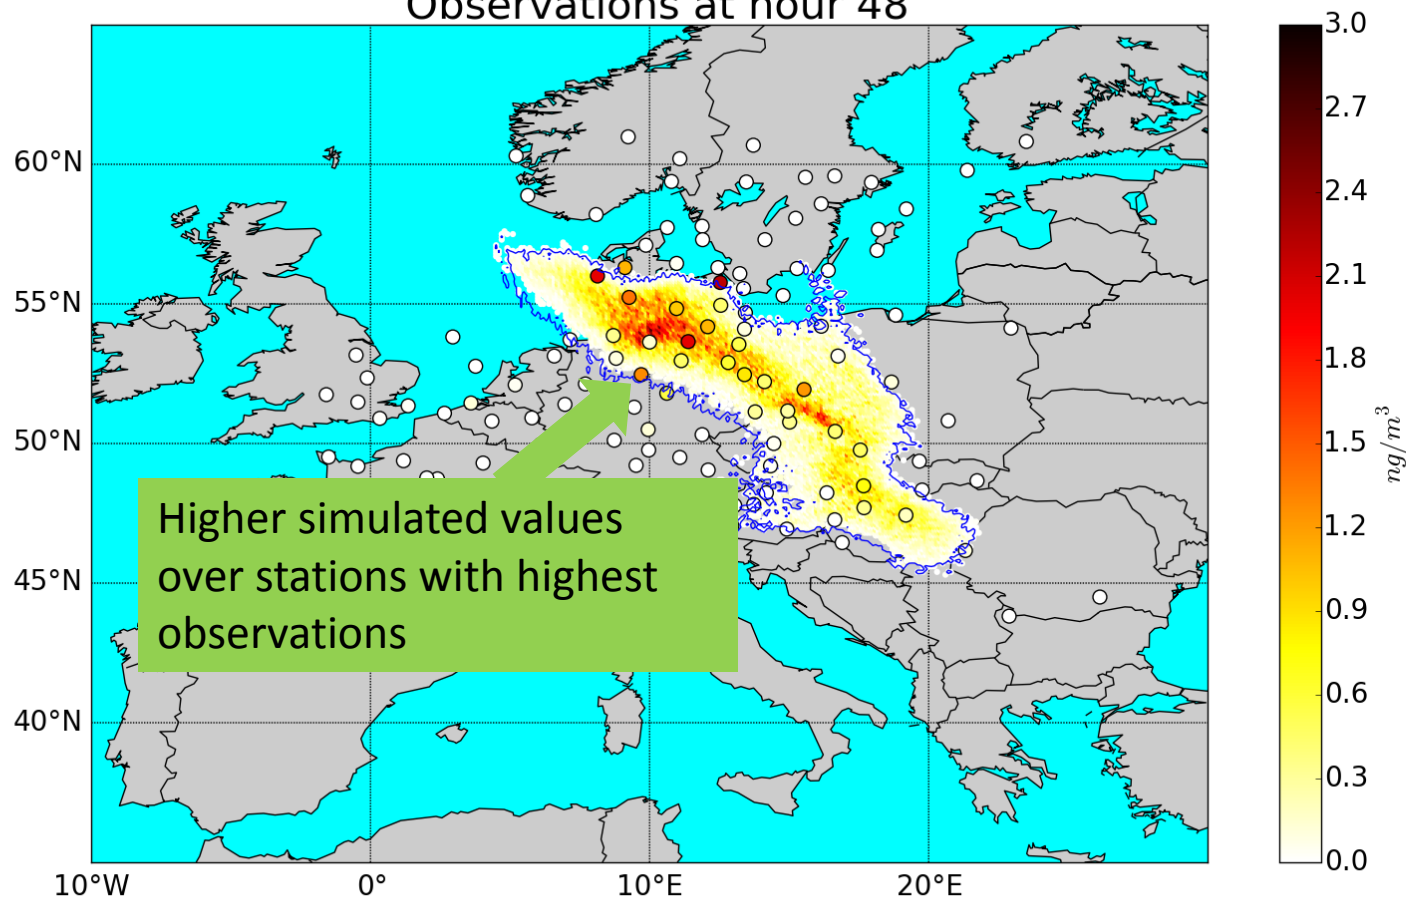 Observations at hour 48
3.0
2.7
2.4
2.1
1.8
1.5
1.2
0.9
0.6
0.3
0.0
ng/m³
60°N
55°N
50°N
45°N
40°N
Higher simulated values
over stations with highest
observations
10°W 0° 10°E 20°E